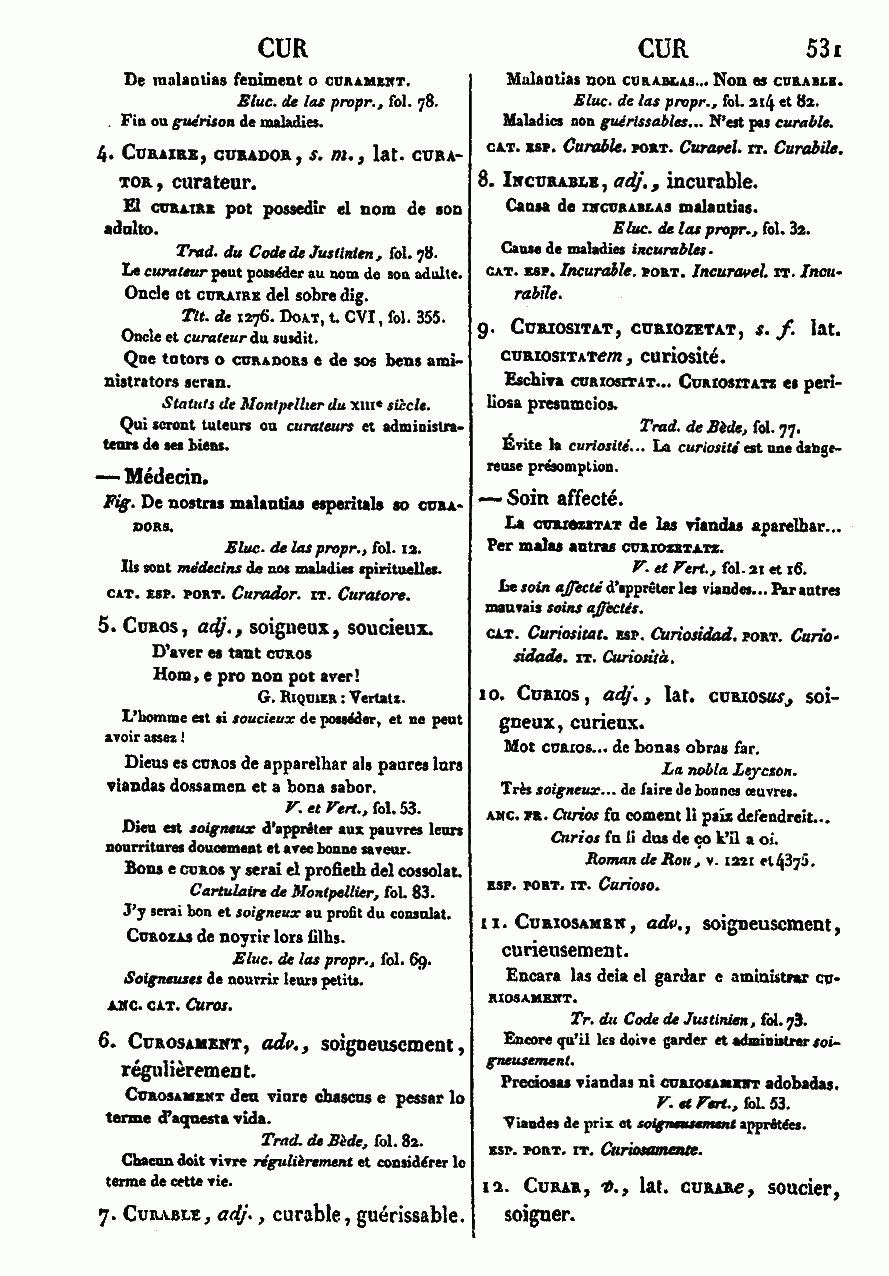 CUR
De malautias feniment o CURAMENT.
Eluc. de las propr., fol. 78.
Fin ou guérison de maladies.
4. CURAIRE, CURADOR, s. m., lat. CURA-
TOR, curateur.
El CURAIRE pot possedir el nom de son
adulto.
Trad. du Code de Justinien, fol. 78.
Le curateur peut posséder au nom de son adulte.
Oncle et CURAIRE del sobre dig.
Tit. de 1276. DOAT, t. CVI, fol. 355.
Oncle et curateur du susdit.
Que tutors o CURADORS e de sos bens ami-
nistrators seran.
Statuts de Montpellier du XIIIe siècle.
Qui seront tuteurs ou curateurs et administra-
teurs de ses biens.
— Médecin.
Fig. De nostras malautias esperitals so CURA-
DORS.
Eluc. de las propr., fol. 12.
Ils sont médecins de nos maladies spirituelles.
CAT. ESP. PORT. Curador. IT. Curatore.
5. CUROS, adj., soigneux, soucieux.
D'aver es tant CUROS
Hom, e pro non pot aver!
G. RIQUIER: Vertatz.
L'homme est si soucieux de posséder, et ne peut
avoir assez!
Dieus es CUROS de apparelhar als paures lurs
viandas dossamen et a bona sabor.
V. et Vert., fol. 53.
Dieu est soigneux d'apprêter aux pauvres leurs
nourritures doucement et avec bonne saveur.
Bons e CUROS y serai el profieth del cossolat.
Cartulaire de Montpellier, fol. 83.
J'y serai bon et soigneux au profit du consulat.
CUROZAS de noyrir lors filhs.
Eluc. de las propr., fol. 69.
Soigneuses de nourrir leurs petits.
ANC. CAT. Curos.
6. CUROSAMENT, adv., soigneusement,
régulièrement.
CUROSAMENT deu viure chascus e pessar lo
terme d'aquesta vida.
Trad. de Bède, fol. 82.
Chacun doit vivre régulièrement et considérer le
terme de cette vie.
7. CURABLE, adj., curable, guérissable.
CUR 531
Malautias non CURABLAS... Non es CURABLE.
Eluc. de las propr., fol. 214 et 82.
Maladies non guérissables... N'est pas curable.
CAT. ESP. Curable. PORT. Curavel. IT. Curabile.
8. INCURABLE, adj., incurable.
Causa de INCURABLAS malautias.
Eluc. de las propr., fol. 32.
Cause de maladies incurables.
CAT. ESP. Incurable. PORT. Incuravel. IT. Incu-
rabile.
9. CURIOSITAT, CURIOZETAT, s. f. lat.
CURIOSITATem, curiosité.
Eschiva CURIOSITAT... CURIOSITATZ es peri-
liosa presumcios.
Trad. de Bède, fol. 77.
Évite la curiosité... La curiosité est une dange-
reuse présomption.
— Soin affecté.
La CURIOZETAT de las viandas aparelhar...
Per malas autras CURIOZETATZ.
V. et Vert., fol. 21 et 16.
Le soin affecté d'apprêter les viandes... Par autres
mauvais soins affectés.
CAT. Curiositat. ESP. Curiosidad. PORT. Curio-
sidade. IT. Curiosità.
10. CURIOS, adj., lat. CURIOSUS, soi-
gneux, curieux.
Mot CURIOS... de bonas obras far.
La nobla Leyczon.
Très soigneux... de faire de bonnes œuvres.
ANC. FR. Curios fu coment li païz defendreit...
Curios fu li dus de ço k'il a oi.
Roman de Rou, v. 1221 et 4375.
ESP. PORT. IT. Curioso.
11. CURIOSAMEN, adv., soigneusement,
curieusement.
Encara las deia el gardar e aministrar CU-
RIOSAMENT.
Tr. du Code de Justinien, fol. 73.
Encore qu'il les doive garder et administrer soi-
gneusement.
Preciosas viandas ni CURIOSAMENT adobadas.
V. et Vert., fol. 53.
Viandes de prix et soigneusement apprêtées.
ESP. PORT. IT. Curiosamente.
12. CURAR, v., lat. CURARE, soucier,
soigner.